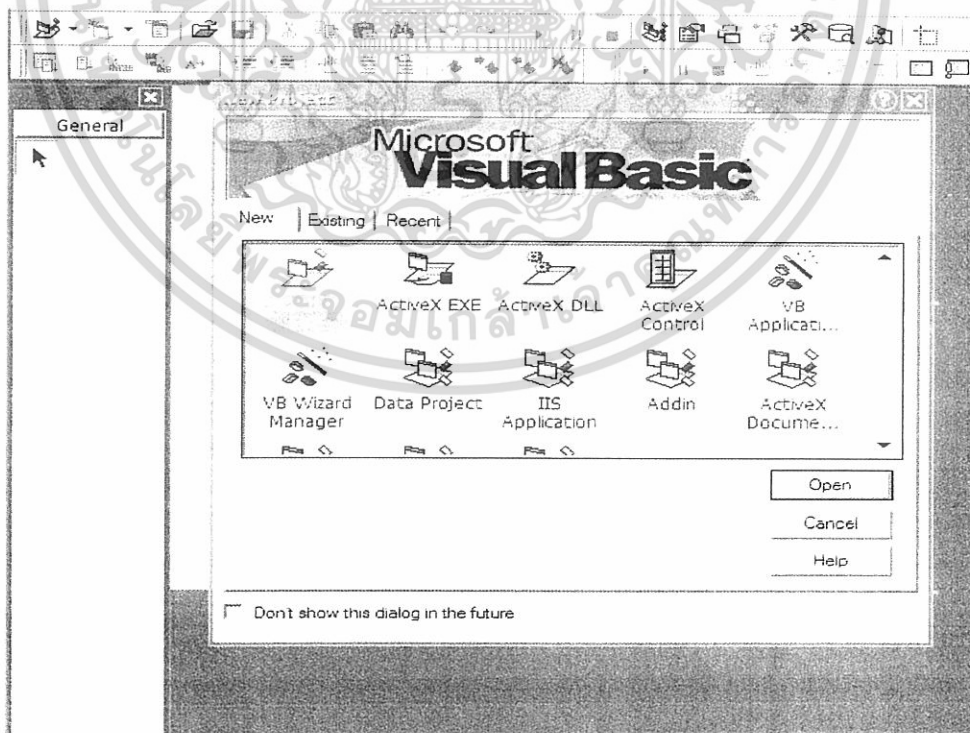 General
Microsoft
Visual Basic
New Existing Recent
ActiveX EXE ActiveX DLL ActiveX Control VB Applicati...
VB Wizard Manager Data Project IIS Application Addin ActiveX Docume...
Open
Cancel
Help
Don't show this dialog in the future